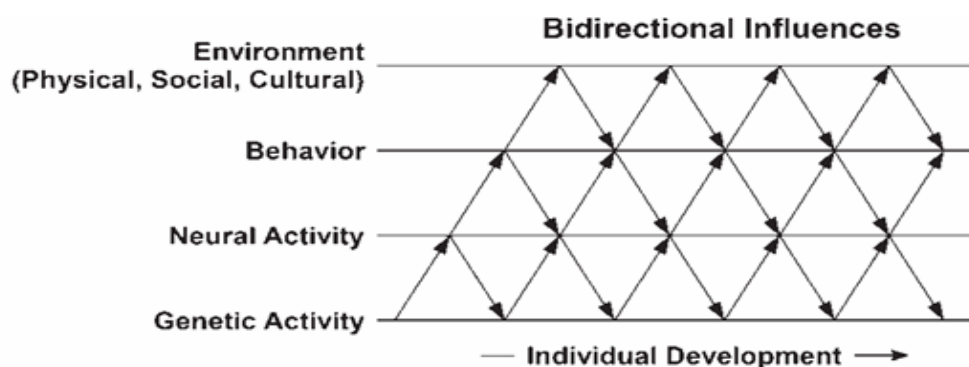 Bidirectional Influences
Environment
(Physical, Social, Cultural)
Behavior
Neural Activity
Genetic Activity
Individual Development